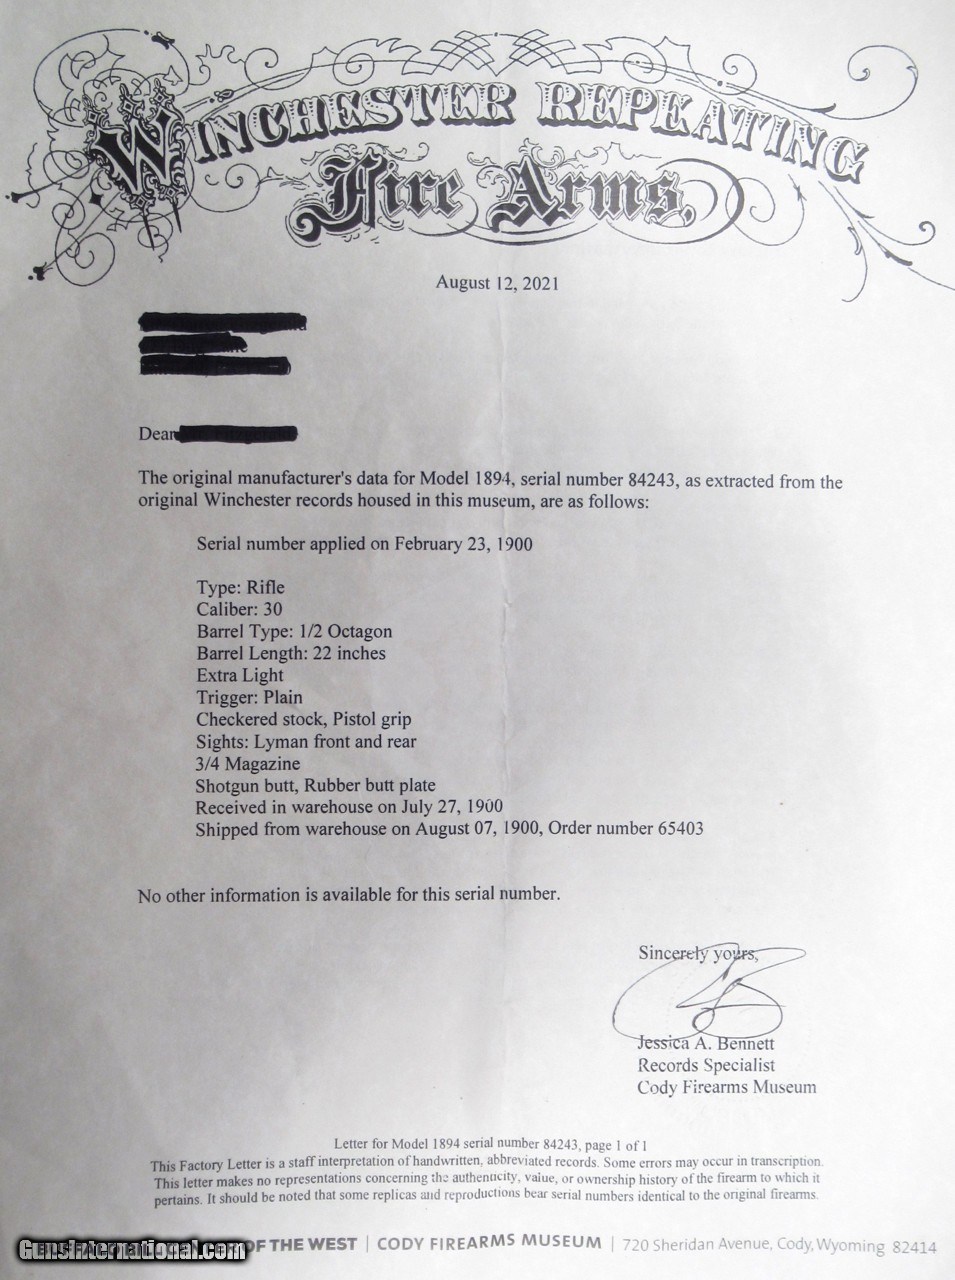 WINCHESTER REPEATING
Fire Arms,
August 12, 2021
Dear
The original manufacturer's data for Model 1894, serial number 84243, as extracted from the
original Winchester records housed in this museum, are as follows:
Serial number applied on February 23, 1900
Type: Rifle
Caliber: 30
Barrel Type: 1/2 Octagon
Barrel Length: 22 inches
Extra Light
Trigger: Plain
Checkered stock, Pistol grip
Sights: Lyman front and rear
3/4 Magazine
Shotgun butt, Rubber butt plate
Received in warehouse on July 27, 1900
Shipped from warehouse on August 07, 1900, Order number 65403
No other information is available for this serial number.
Sincerely yours,
Jessica A. Bennett
Records Specialist
Cody Firearms Museum
Letter for Model 1894 serial number 84243, page 1 of 1
This Factory Letter is a staff interpretation of handwritten, abbreviated records. Some errors may occur in transcription.
This letter makes no representations concerning the authenticity, value, or ownership history of the firearm to which it
pertains. It should be noted that some replicas and reproductions bear serial numbers identical to the original firearms.
GunsInternational.com OF THE WEST | CODY FIREARMS MUSEUM | 720 Sheridan Avenue, Cody, Wyoming 82414